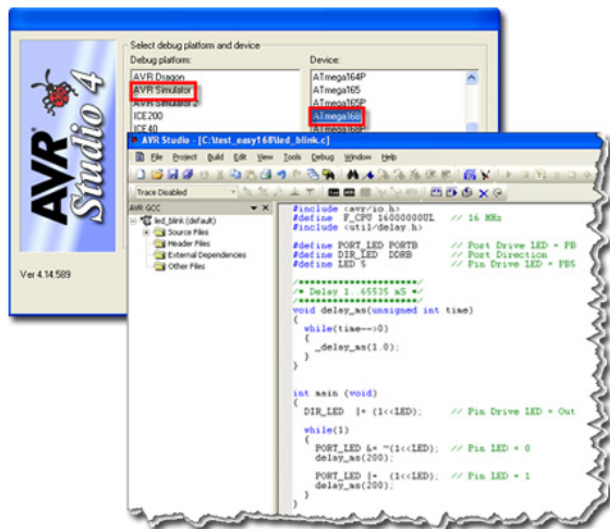 Select debug platform and device
Debug platform:
Device:
AVR Dragon
AVR Simulator
AVR Simulator 2
ICE200
ICE40
ATmega164P
ATmega165
ATmega165P
ATmega168
ATmega168P
AVR
Studio 4
Ver 4.14.589
AVR Studio - [C:\test_easy168\led_blink.c]
File Project Build Edit View Tools Debug Window Help
Trace Disabled
AVR GCC
led_blink (default)
Source Files
Header Files
External Dependencies
Other Files
#include <avr/io.h>
#define F_CPU 16000000UL // 16 MHz
#include <util/delay.h>
#define PORT_LED PORTB // Port Drive LED = PB
#define DIR_LED DDRB // Port Direction
#define LED 5 // Pin Drive LED = PB5
/*********************/
/* Delay 1..65535 mS */
/*********************/
void delay_ms(unsigned int time)
{
while(time-->0)
{
_delay_ms(1.0);
}
}
int main (void)
{
DIR_LED |= (1<<LED); // Pin Drive LED = Out
while(1)
{
PORT_LED &= ~(1<<LED); // Pin LED = 0
delay_ms(200);
PORT_LED |= (1<<LED); // Pin LED = 1
delay_ms(200);
}
}